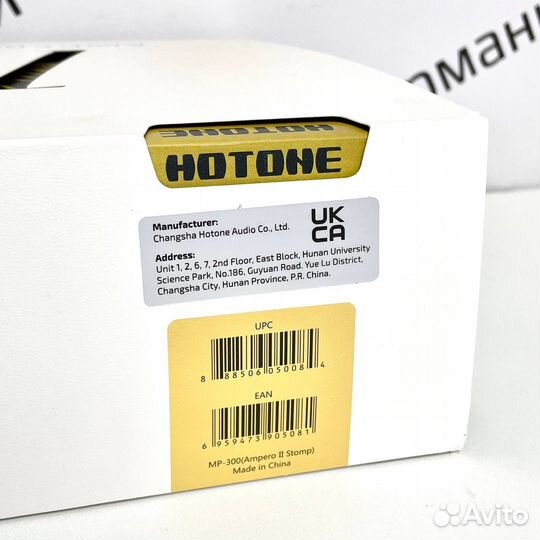 омани
HOTONE
HOTONE
Manufacturer:
Changsha Hotone Audio Co., Ltd.
UK
CA
Address:
Unit 1, 2, 6, 7, 2nd Floor, East Block, Hunan University
Science Park, No.186, Guyuan Road. Yue Lu District,
Changsha City, Hunan Province, P.R. China.
UPC
8 88506 05008 4
EAN
6 959473 905081
MP-300(Ampero II Stomp)
Made in China
Avito